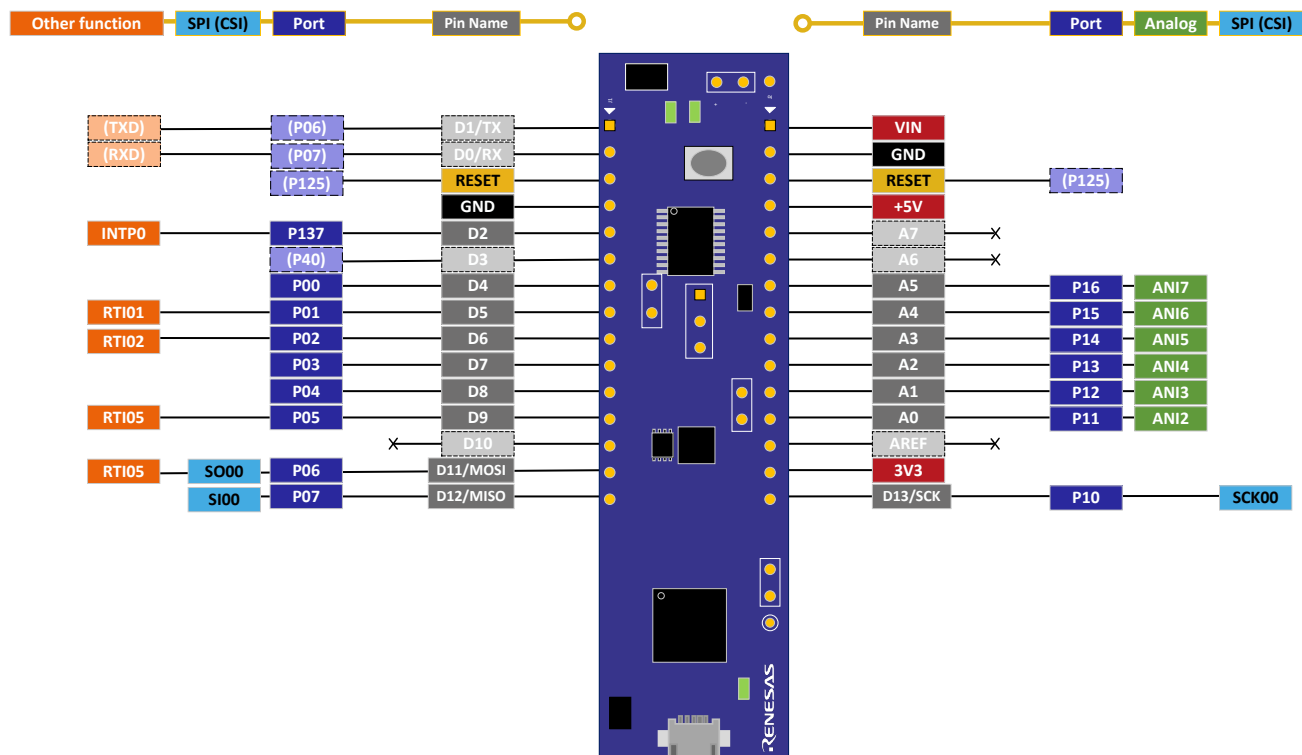 Other function SPI (CSI) Port Pin Name Pin Name Port Analog SPI (CSI)
(TXD) (P06) D1/TX VIN
(RXD) (P07) D0/RX GND
(P125) RESET RESET (P125)
GND +5V
INTP0 P137 D2 A7
(P40) D3 A6
P00 D4 A5 P16 ANI7
RTI01 P01 D5 A4 P15 ANI6
RTI02 P02 D6 A3 P14 ANI5
P03 D7 A2 P13 ANI4
P04 D8 A1 P12 ANI3
RTI05 P05 D9 A0 P11 ANI2
D10 AREF
RTI05 SO00 P06 D11/MOSI 3V3
SI00 P07 D12/MISO D13/SCK P10 SCK00
RENESAS